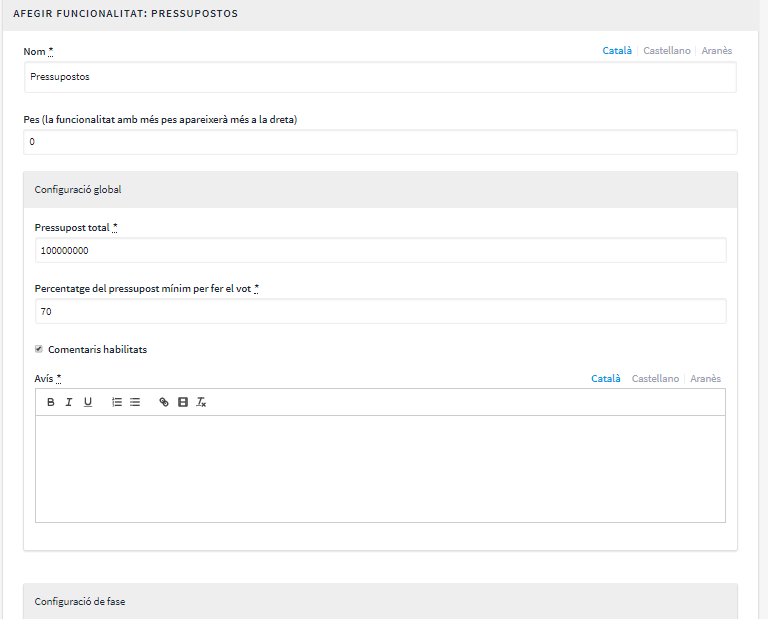 AFEGIR FUNCIONALITAT: PRESSUPOSTOS
Nom * Català Castellano Aranès
Pressupostos
Pes (la funcionalitat amb més pes apareixerà més a la dreta)
0
Configuració global
Pressupost total *
100000000
Percentatge del pressupost mínim per fer el vot *
70
Comentaris habilitats
Avís * Català Castellano Aranès
Configuració de fase